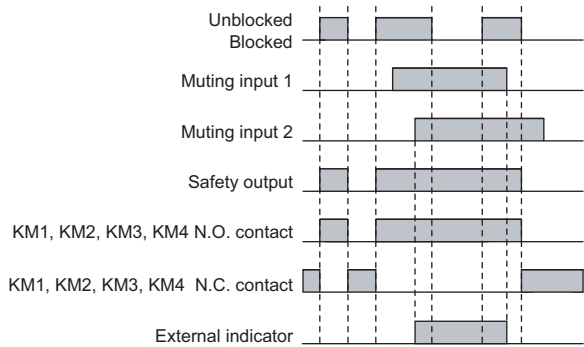 Unblocked
Blocked
Muting input 1
Muting input 2
Safety output
KM1, KM2, KM3, KM4 N.O. contact
KM1, KM2, KM3, KM4 N.C. contact
External indicator